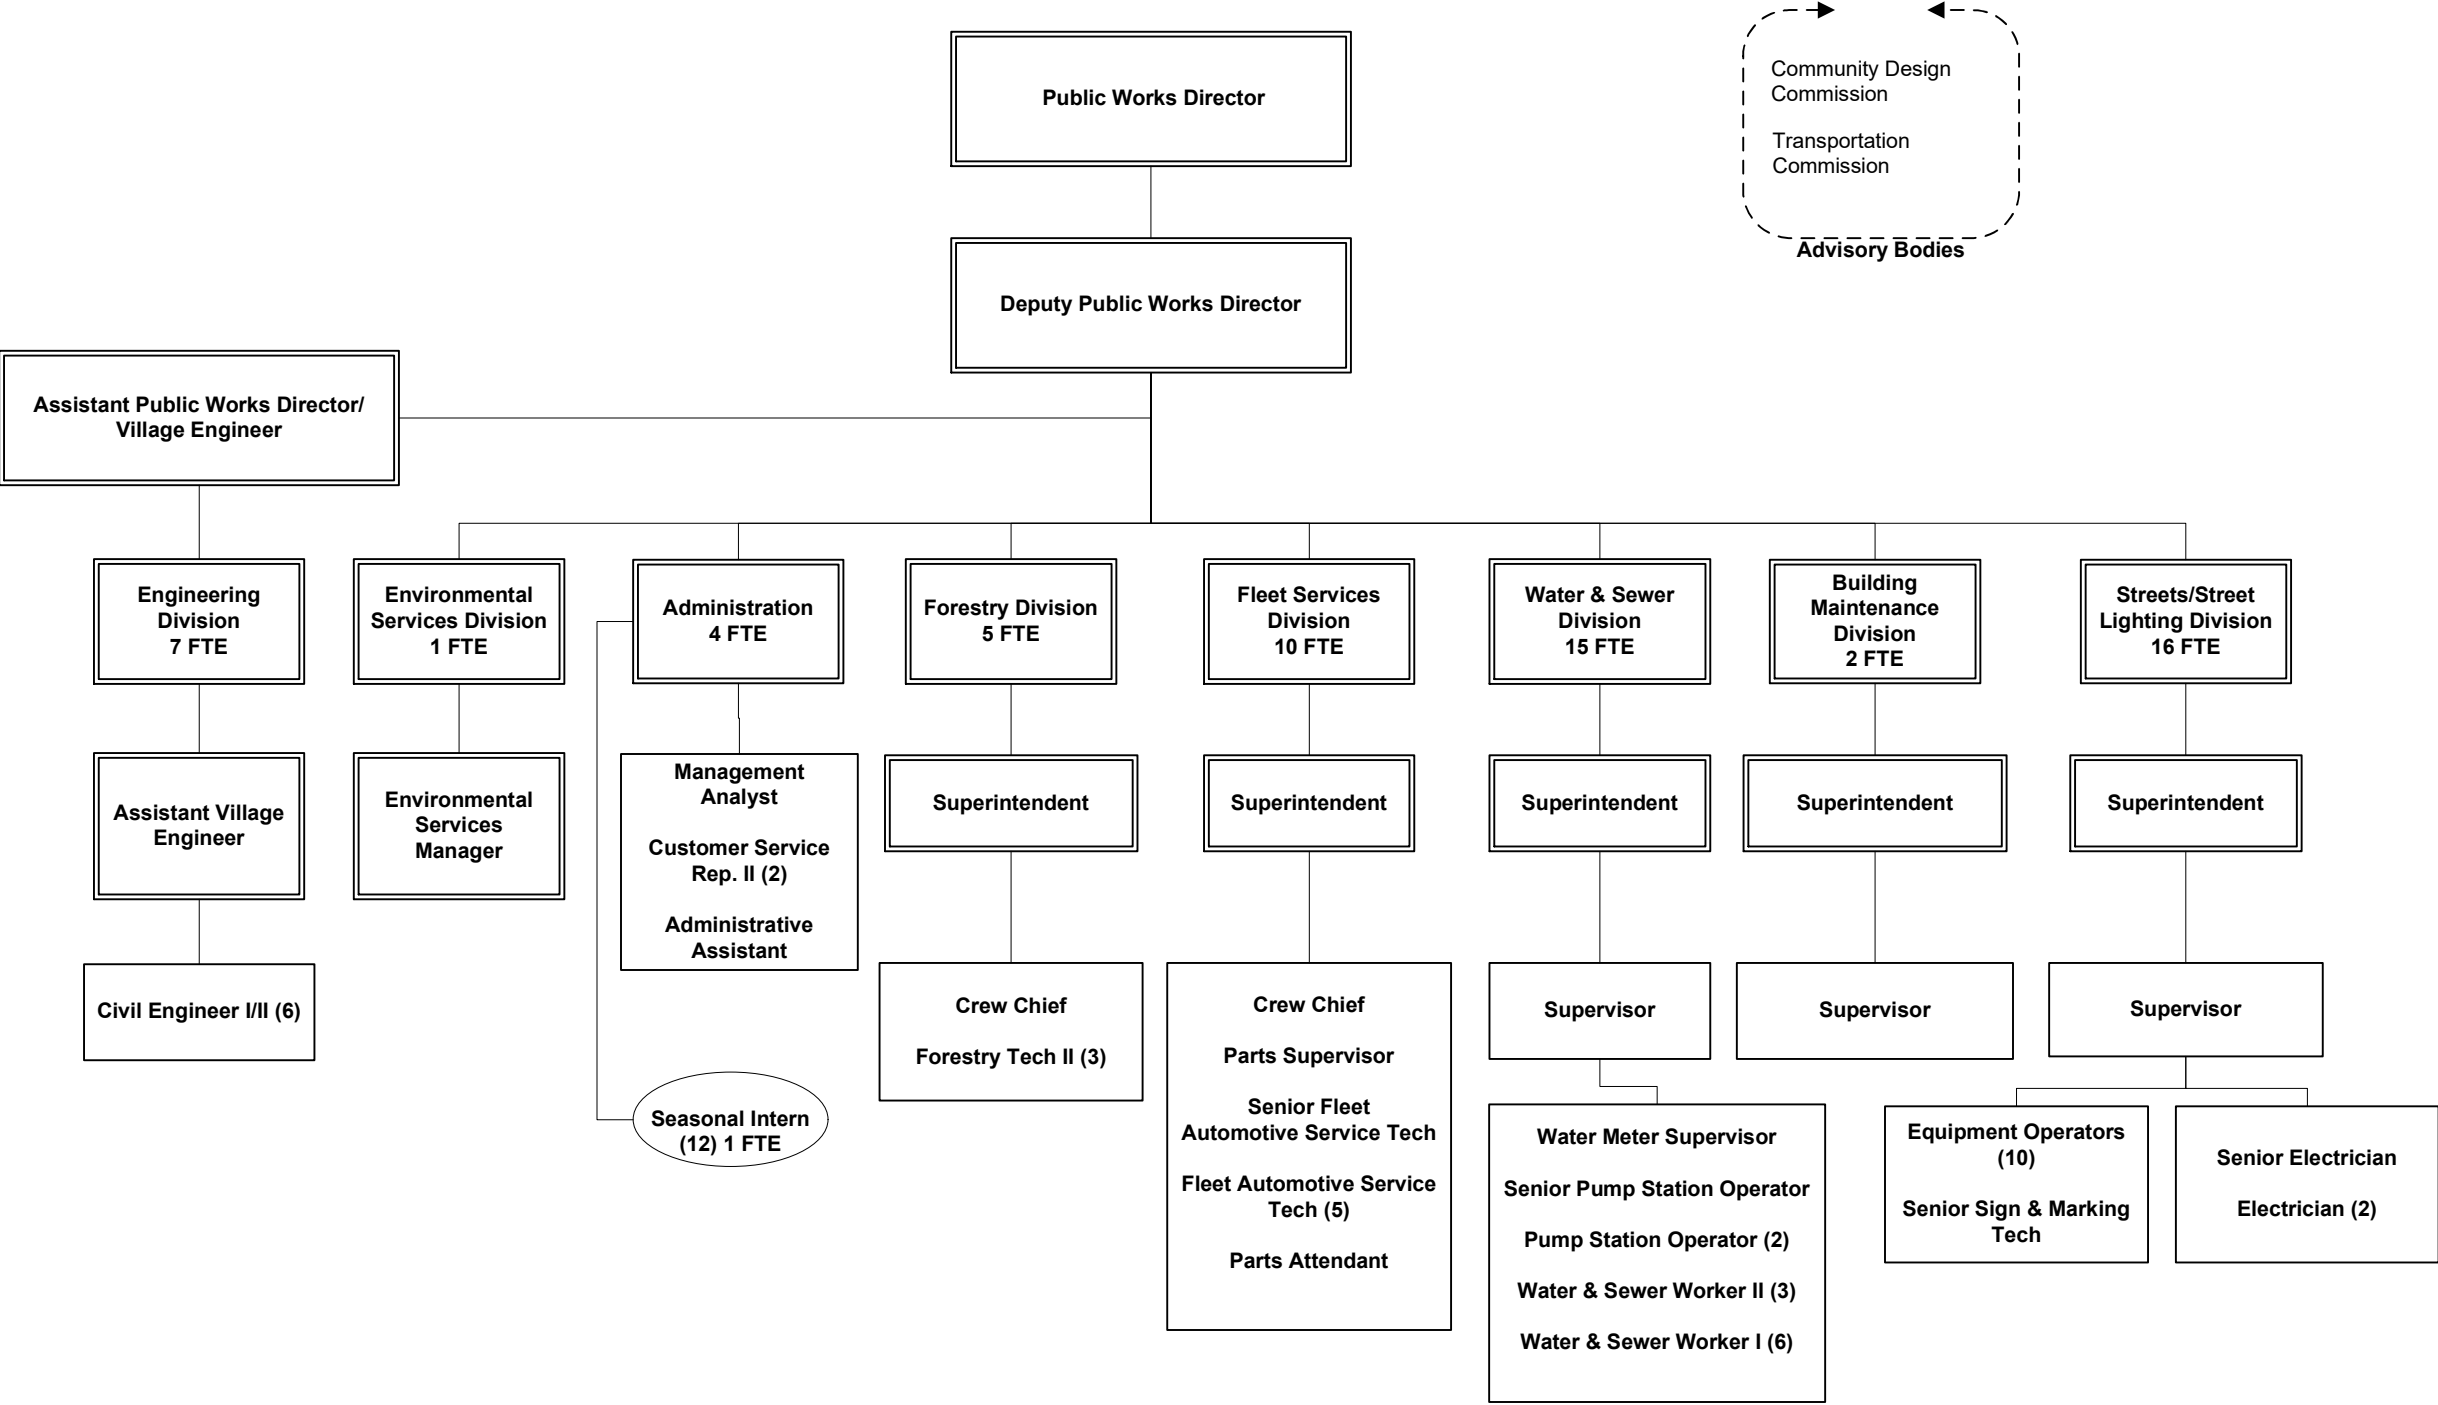 Public Works Director
Community Design
Commission
Transportation
Commission
Advisory Bodies
Deputy Public Works Director
Assistant Public Works Director/
Village Engineer
Engineering
Division
7 FTE
Environmental
Services Division
1 FTE
Administration
4 FTE
Forestry Division
5 FTE
Fleet Services
Division
10 FTE
Water & Sewer
Division
15 FTE
Building
Maintenance
Division
2 FTE
Streets/Street
Lighting Division
16 FTE
Assistant Village
Engineer
Environmental
Services
Manager
Management
Analyst
Customer Service
Rep. II (2)
Administrative
Assistant
Superintendent
Superintendent
Superintendent
Superintendent
Superintendent
Civil Engineer I/II (6)
Seasonal Intern
(12) 1 FTE
Crew Chief
Forestry Tech II (3)
Crew Chief
Parts Supervisor
Senior Fleet
Automotive Service Tech
Fleet Automotive Service
Tech (5)
Parts Attendant
Supervisor
Water Meter Supervisor
Senior Pump Station Operator
Pump Station Operator (2)
Water & Sewer Worker II (3)
Water & Sewer Worker I (6)
Supervisor
Supervisor
Equipment Operators
(10)
Senior Sign & Marking
Tech
Senior Electrician
Electrician (2)